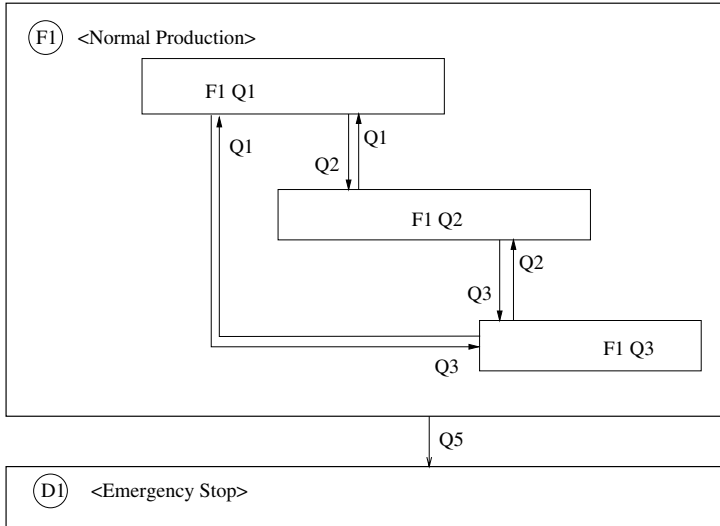 F1 <Normal Production>
F1 Q1
Q1
Q1
Q2
F1 Q2
Q2
Q3
F1 Q3
Q3
Q5
D1 <Emergency Stop>